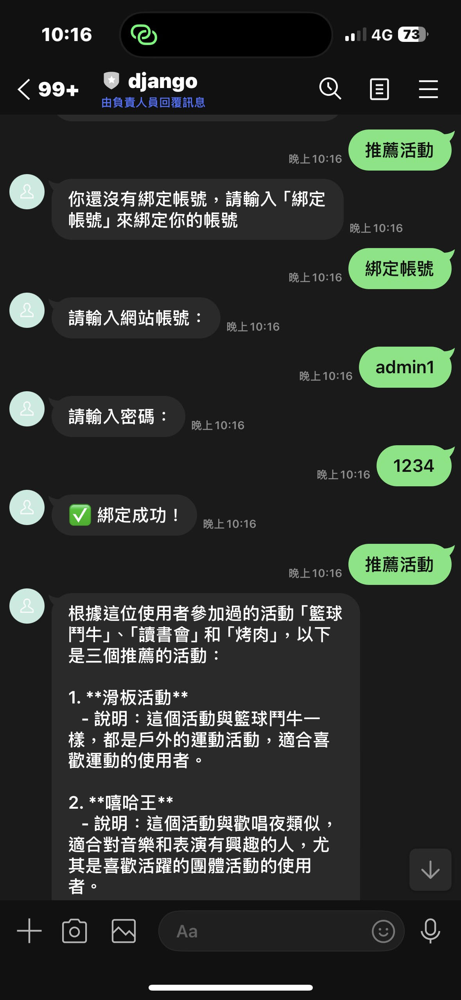 10:16
4G
73
99+
django
由負責人員回覆訊息
推薦活動
晚上10:16
你還沒有綁定帳號，請輸入「綁定
帳號」來綁定你的帳號
晚上10:16
綁定帳號
晚上10:16
請輸入網站帳號：
晚上10:16
admin1
晚上10:16
請輸入密碼：
晚上10:16
1234
晚上10:16
✅ 綁定成功！
晚上10:16
推薦活動
晚上10:16
根據這位使用者參加過的活動「籃球
鬥牛」、「讀書會」和「烤肉」，以下
是三個推薦的活動：
1. **滑板活動**
- 說明：這個活動與籃球鬥牛一
樣，都是戶外的運動活動，適合喜
歡運動的使用者。
2. **嘻哈王**
- 說明：這個活動與歡唱夜類似，
適合對音樂和表演有興趣的人，尤
其是喜歡活躍的團體活動的使用
者。
Aa